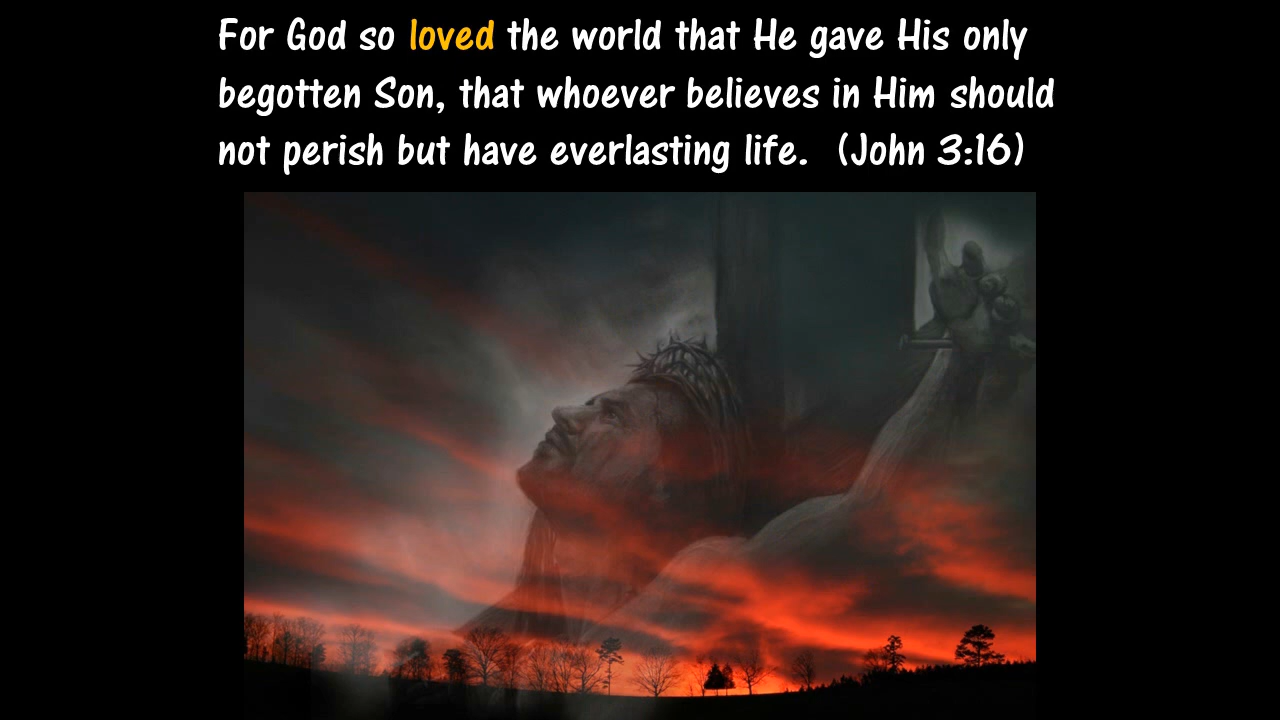 For God so loved the world that He gave His only
begotten Son, that whoever believes in Him should
not perish but have everlasting life.  (John 3:16)